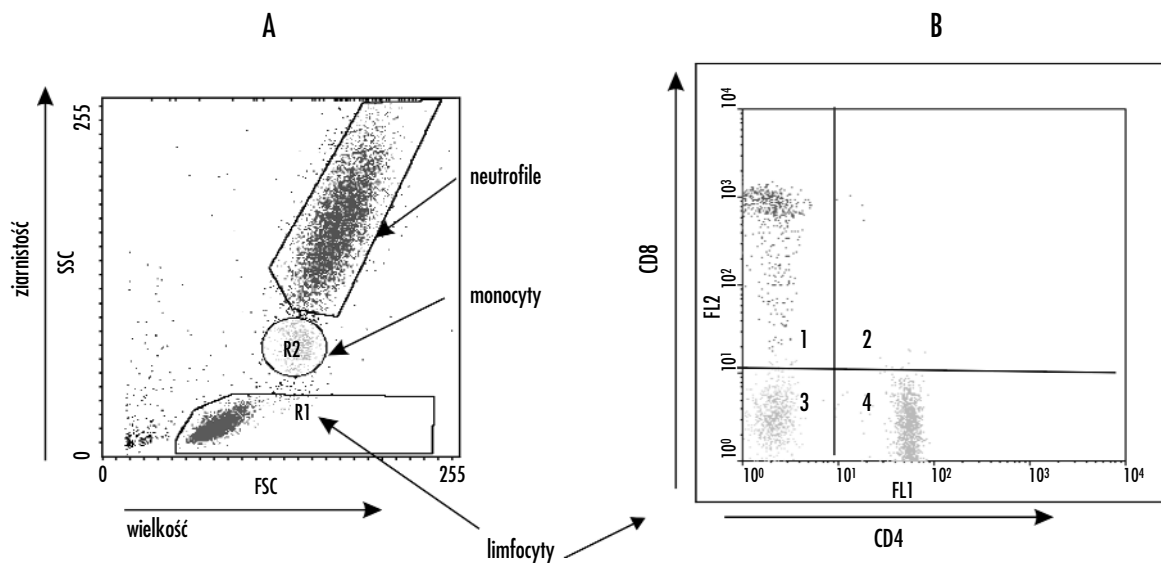 A
ziarnistość
SSC
255
0
neutrofile
monocyty
R2
R1
0
255
FSC
wielkość
limfocyty
B
CD8
FL2
10⁴
10³
10²
10¹
10⁰
1
2
3
4
10⁰
10¹
10²
10³
10⁴
FL1
CD4